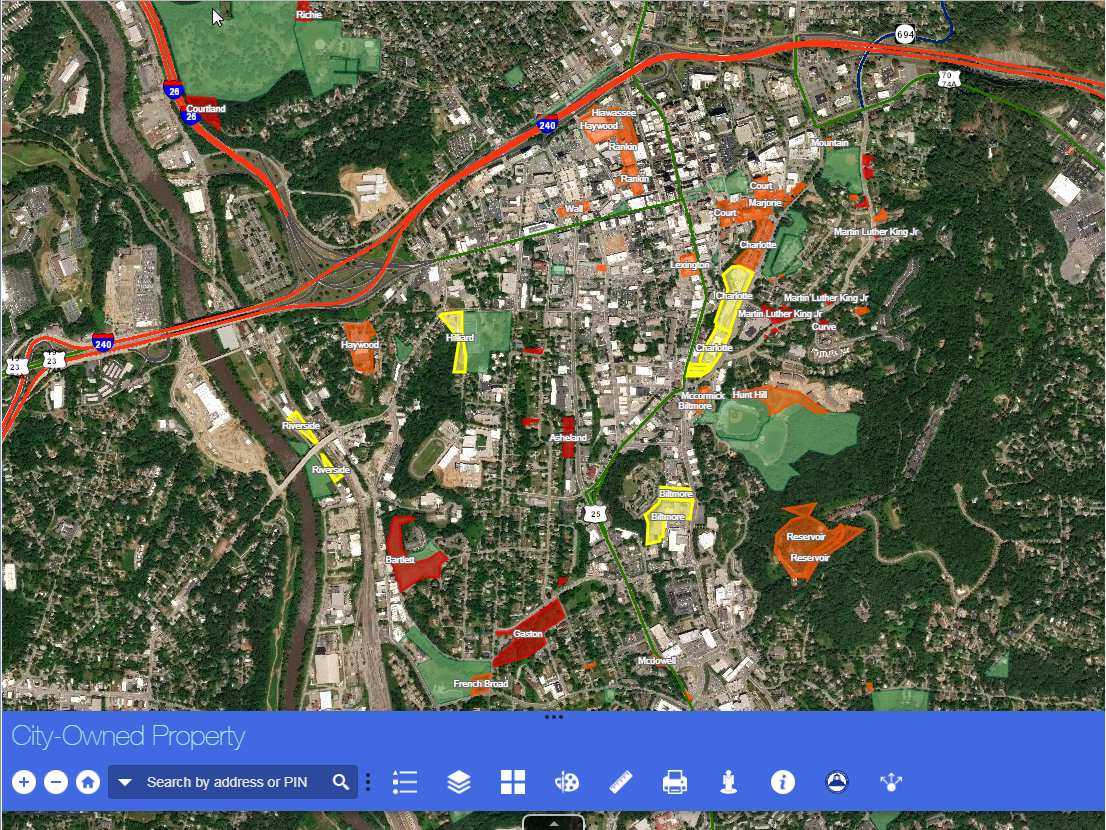 Richie
694
70
74A
26
Courtland
26
Hiawassee
240
Haywood
Mountain
Rankin
Rankin
Court
Marjorie
Wall
Court
Martin Luther King Jr
Charlotte
Lexington
Charlotte
Martin Luther King Jr
Martin Luther King Jr
Curve
Hilliard
240
Haywood
Charlotte
23
23
Mccormick
Hunt Hill
Biltmore
Riverside
Asheland
Riverside
Biltmore
25
Biltmore
Reservoir
Reservoir
Bartlett
Gaston
Mcdowell
French Broad
City-Owned Property
Search by address or PIN